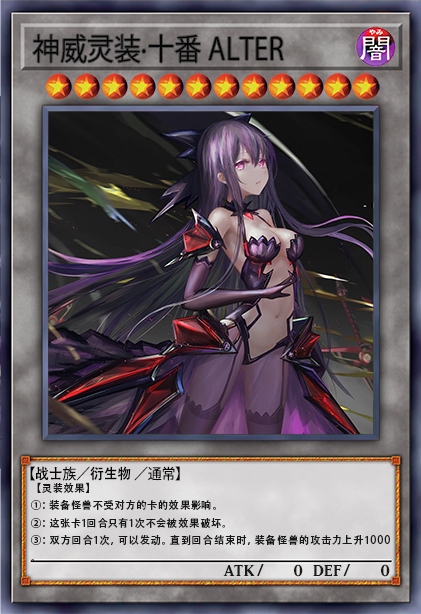 神威灵装·十番 ALTER
やみ
闇
【战士族／衍生物 ／通常】
【灵装效果】
①：装备怪兽不受对方的卡的效果影响。
②：这张卡1回合只有1次不会被效果破坏。
③：双方回合1次，可以发动。直到回合结束时，装备怪兽的攻击力上升1000
ATK / 0 DEF / 0